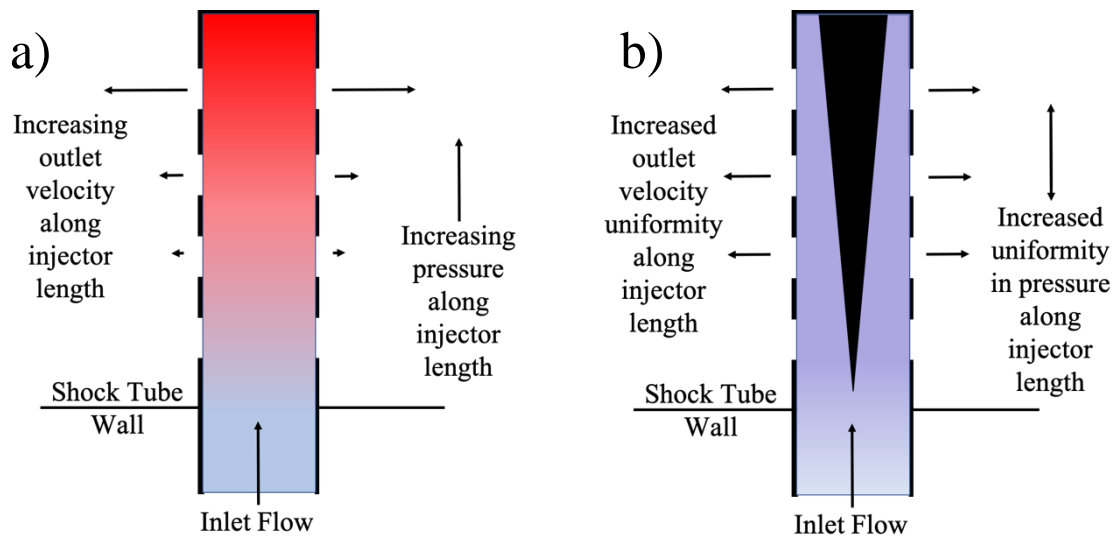 a)
Increasing
outlet
velocity
along
injector
length
Increasing
pressure
along
injector
length
Shock Tube
Wall
Inlet Flow
b)
Increased
outlet
velocity
uniformity
along
injector
length
Increased
uniformity
in pressure
along
injector
length
Shock Tube
Wall
Inlet Flow